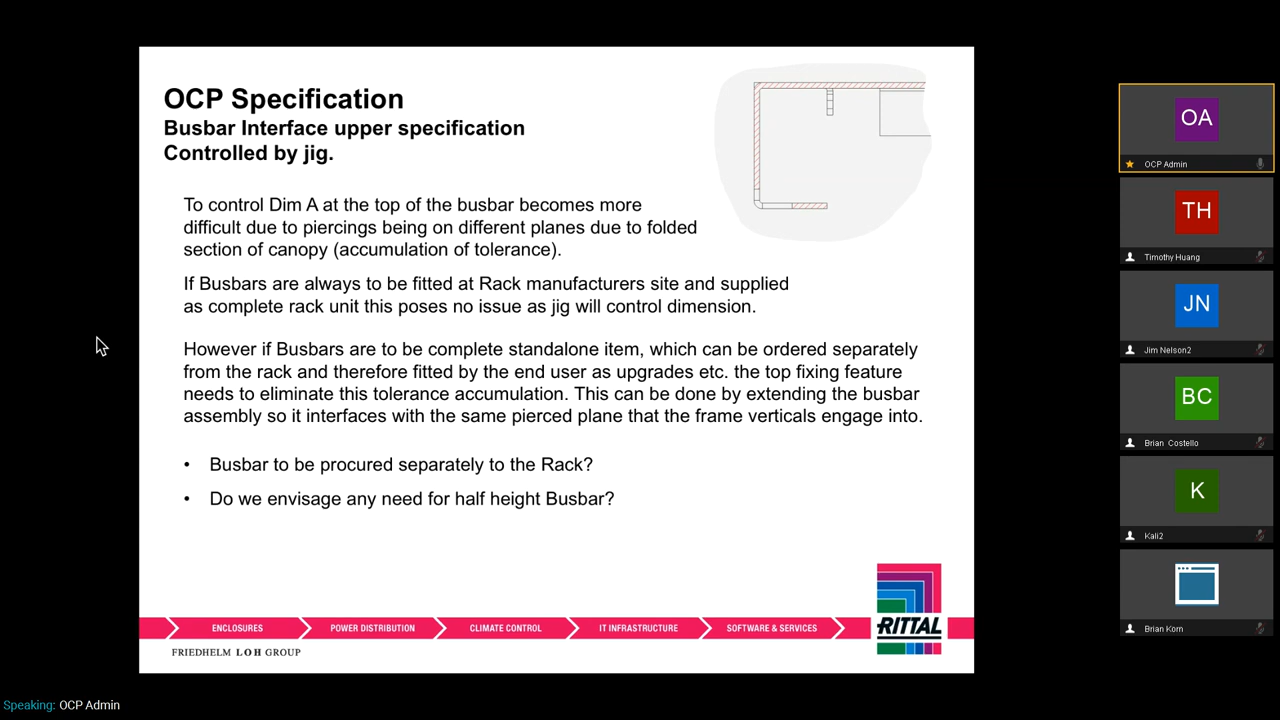 OCP Specification
Busbar Interface upper specification
Controlled by jig.
To control Dim A at the top of the busbar becomes more
difficult due to piercings being on different planes due to folded
section of canopy (accumulation of tolerance).
If Busbars are always to be fitted at Rack manufacturers site and supplied
as complete rack unit this poses no issue as jig will control dimension.
However if Busbars are to be complete standalone item, which can be ordered separately
from the rack and therefore fitted by the end user as upgrades etc. the top fixing feature
needs to eliminate this tolerance accumulation. This can be done by extending the busbar
assembly so it interfaces with the same pierced plane that the frame verticals engage into.
• Busbar to be procured separately to the Rack?
• Do we envisage any need for half height Busbar?
ENCLOSURES POWER DISTRIBUTION CLIMATE CONTROL IT INFRASTRUCTURE SOFTWARE & SERVICES
RITTAL
FRIEDHELM LOH GROUP
OA
OCP Admin
TH
Timothy Huang
JN
Jim Nelson2
BC
Brian Costello
K
Kali2
Brian Korn
Speaking: OCP Admin